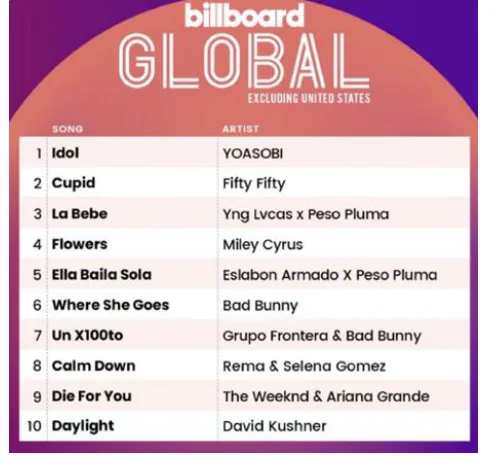 billboard
GLOBAL
EXCLUDING UNITED STATES
SONG ARTIST
1 Idol YOASOBI
2 Cupid Fifty Fifty
3 La Bebe Yng Lvcas x Peso Pluma
4 Flowers Miley Cyrus
5 Ella Baila Sola Eslabon Armado X Peso Pluma
6 Where She Goes Bad Bunny
7 Un X100to Grupo Frontera & Bad Bunny
8 Calm Down Rema & Selena Gomez
9 Die For You The Weeknd & Ariana Grande
10 Daylight David Kushner